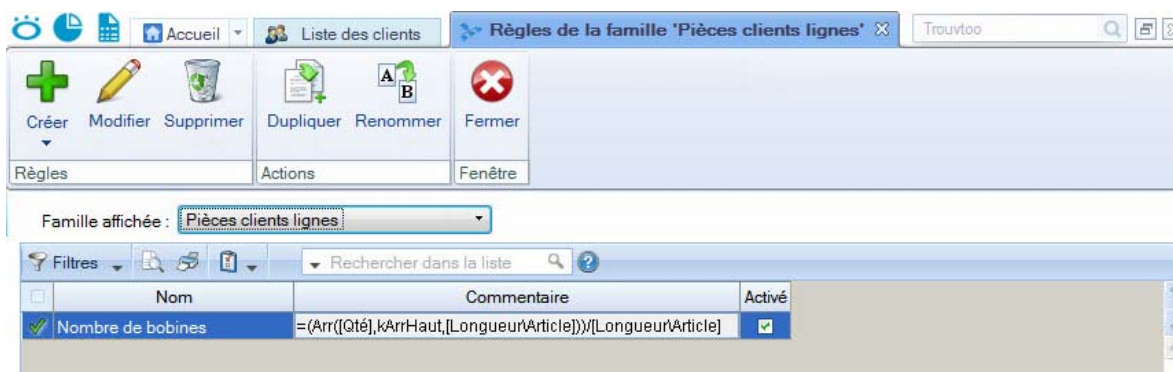 Accueil Liste des clients Règles de la famille 'Pièces clients lignes' Trouvtoo
Créer Modifier Supprimer Dupliquer Renommer Fermer
A B
Règles Actions Fenêtre
Famille affichée : Pièces clients lignes
Filtres Rechercher dans la liste ?
Nom Commentaire Activé
Nombre de bobines =(Arr([Qté],kArrHaut,[Longueur\Article]))/[Longueur\Article]